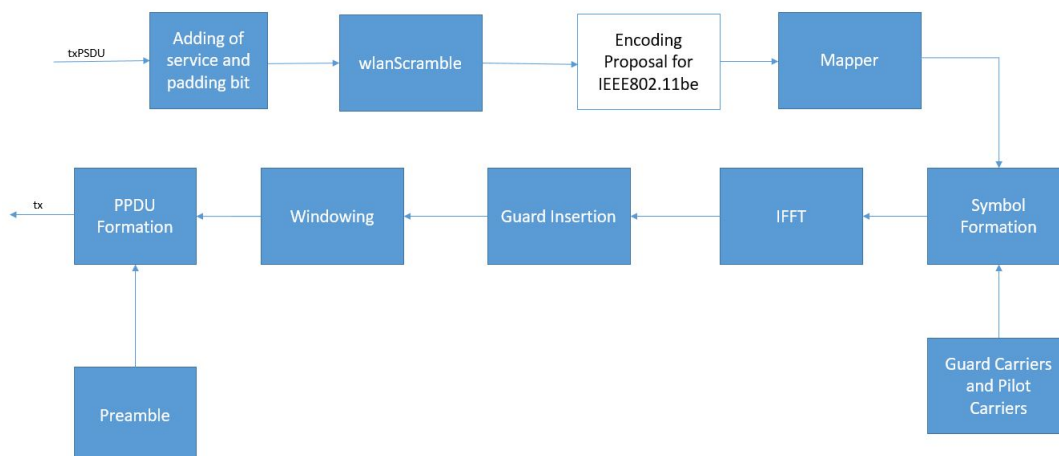 txPSDU
Adding of
service and
padding bit
wlanScramble
Encoding
Proposal for
IEEE802.11be
Mapper
tx
PPDU
Formation
Windowing
Guard Insertion
IFFT
Symbol
Formation
Preamble
Guard Carriers
and Pilot
Carriers